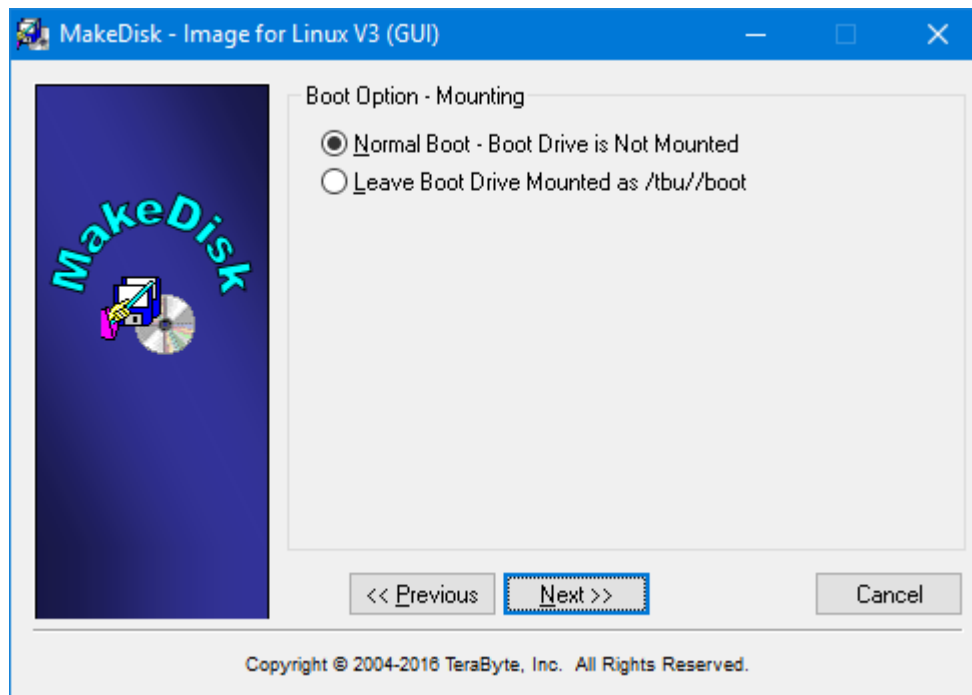 MakeDisk - Image for Linux V3 (GUI)
MakeDisk
Boot Option - Mounting
Normal Boot - Boot Drive is Not Mounted
Leave Boot Drive Mounted as /tbu//boot
<< Previous
Next >>
Cancel
Copyright © 2004-2016 TeraByte, Inc. All Rights Reserved.